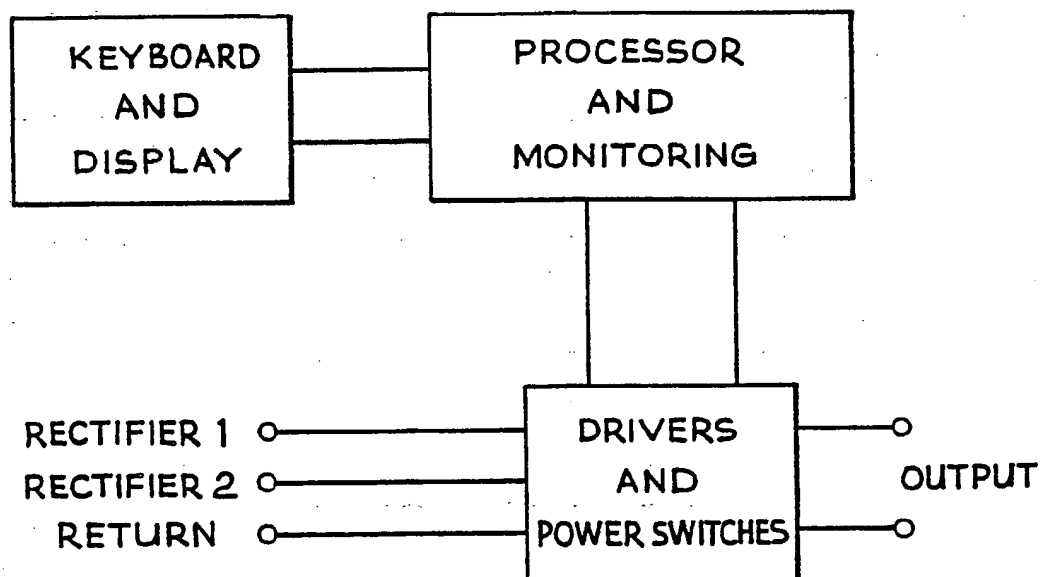 KEYBOARD
AND
DISPLAY
PROCESSOR
AND
MONITORING
RECTIFIER 1
RECTIFIER 2
RETURN
DRIVERS
AND
POWER SWITCHES
OUTPUT